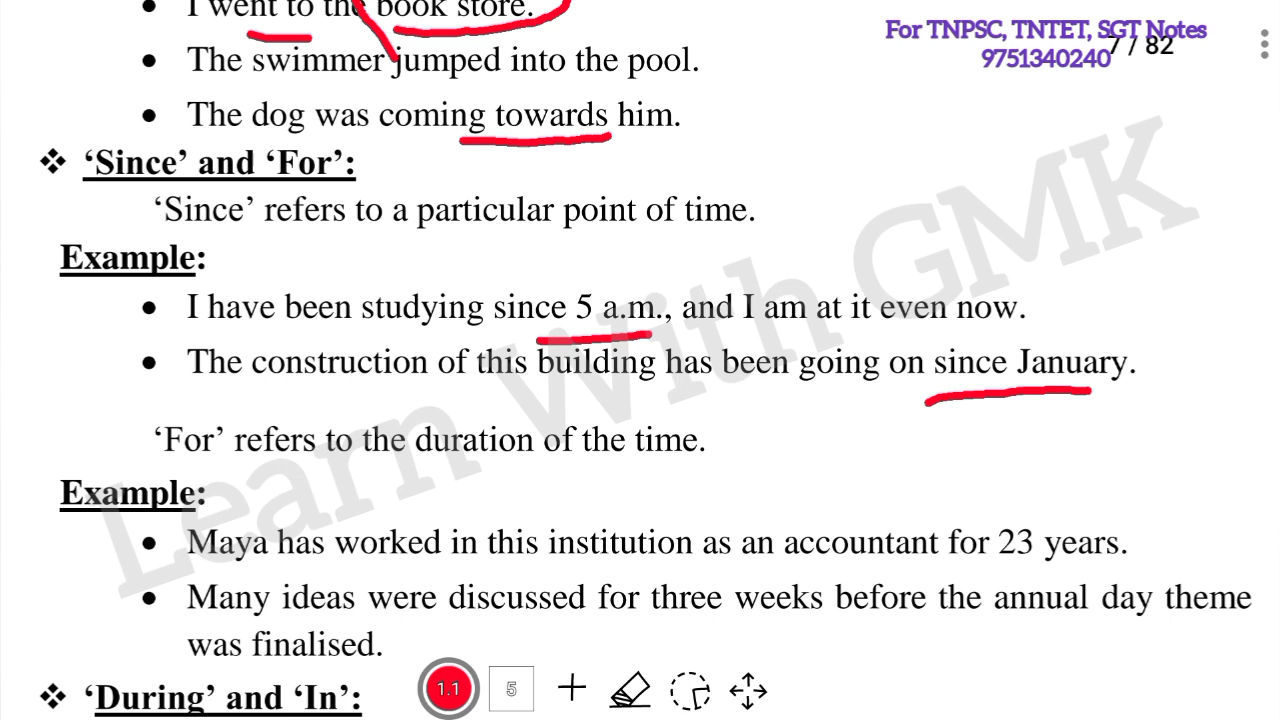 • I went to the book store.
For TNPSC, TNTET, SGT Notes
9751340240
7 / 82
• The swimmer jumped into the pool.
• The dog was coming towards him.
❖ ‘Since’ and ‘For’:
‘Since’ refers to a particular point of time.
Example:
• I have been studying since 5 a.m., and I am at it even now.
• The construction of this building has been going on since January.
‘For’ refers to the duration of the time.
Example:
• Maya has worked in this institution as an accountant for 23 years.
• Many ideas were discussed for three weeks before the annual day theme
was finalised.
❖ ‘During’ and ‘In’:
1.1
5
Learn With GMK